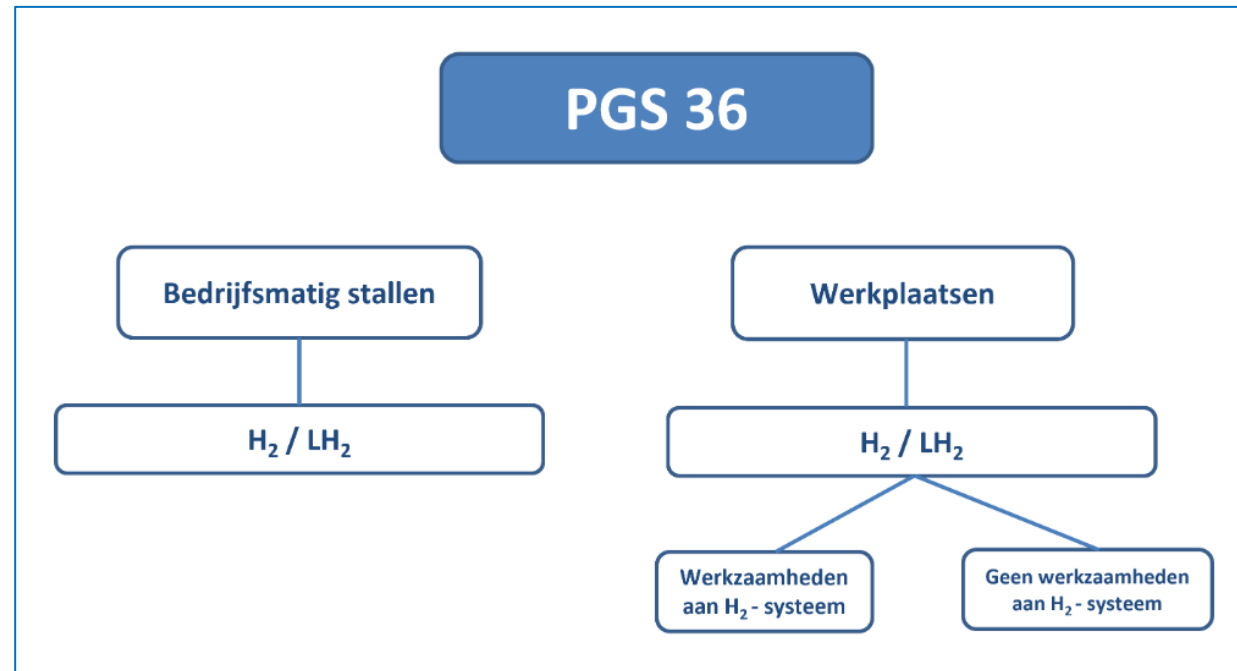 PGS 36
Bedrijfsmatig stallen
Werkplaatsen
H₂ / LH₂
H₂ / LH₂
Werkzaamheden
aan H₂ - systeem
Geen werkzaamheden
aan H₂ - systeem